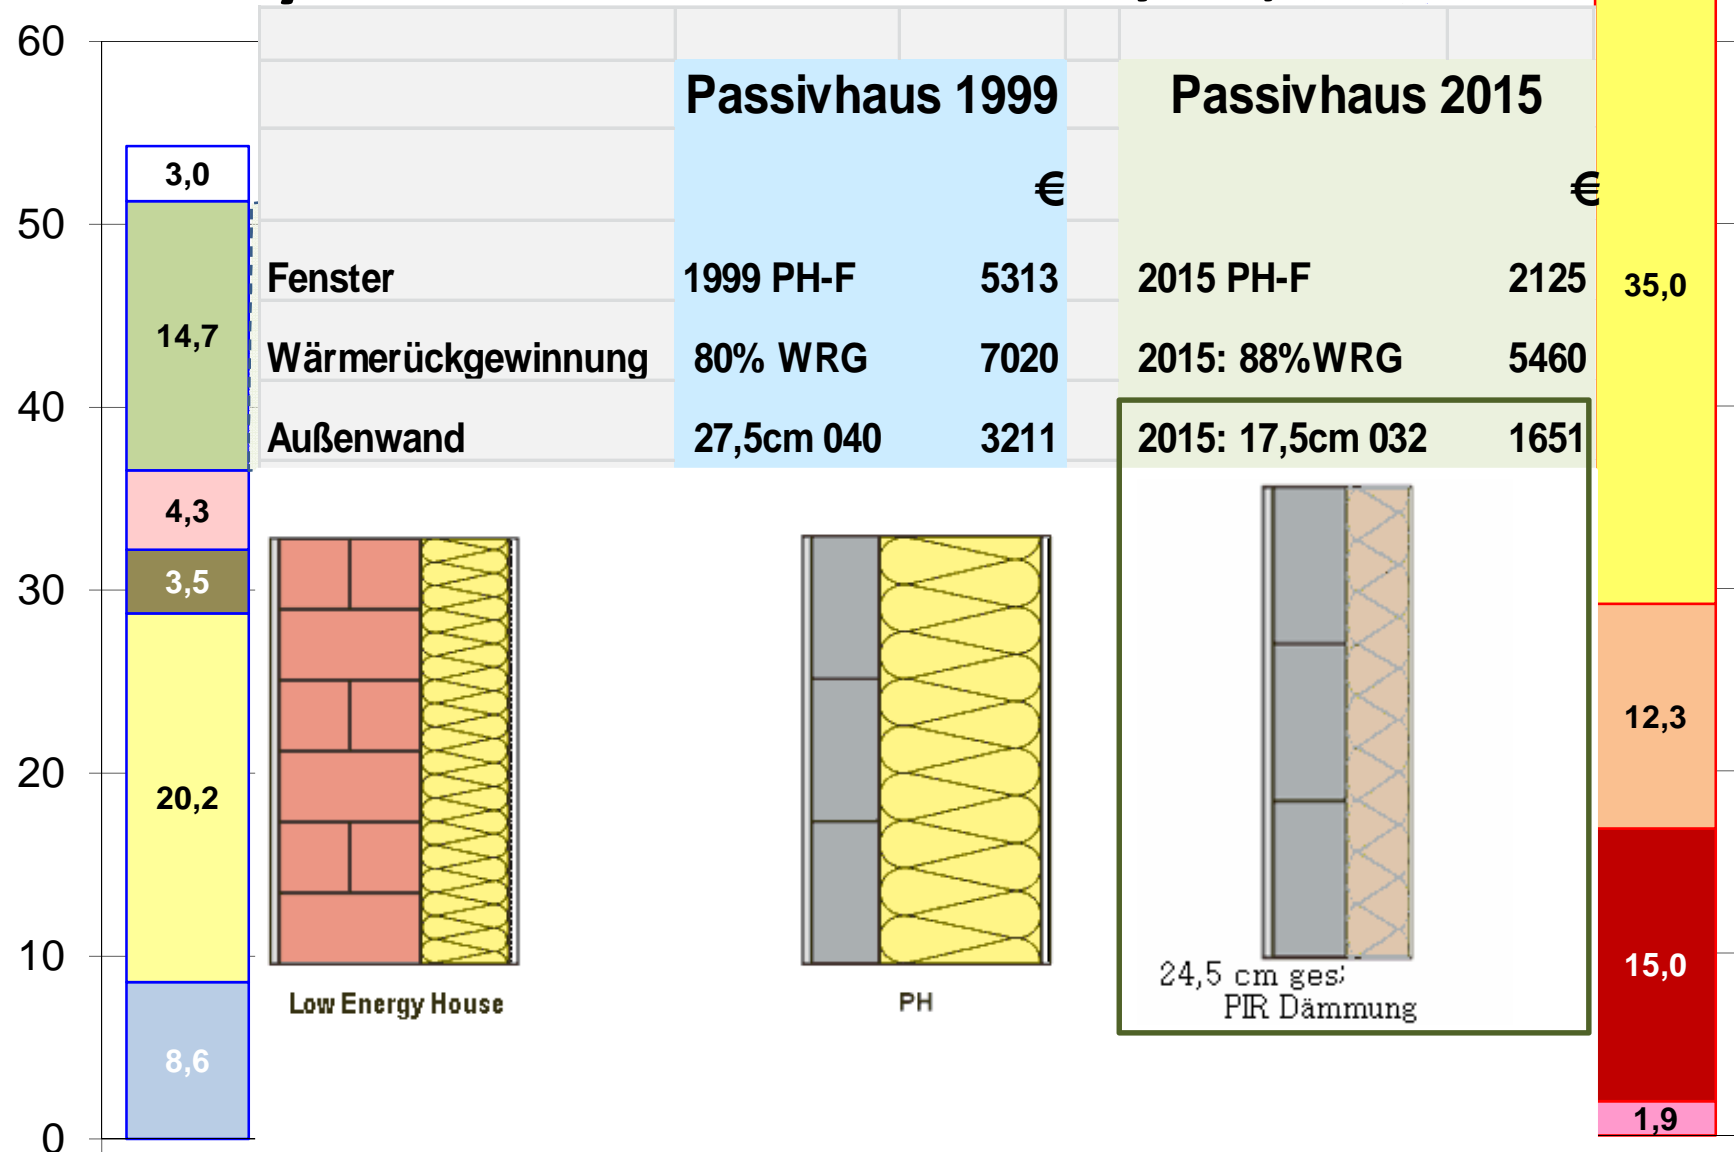 60
50
40
30
20
10
0
3,0
14,7
4,3
3,5
20,2
8,6
Passivhaus 1999 Passivhaus 2015
€ €
Fenster 1999 PH-F 5313 2015 PH-F 2125
Wärmerückgewinnung 80% WRG 7020 2015: 88%WRG 5460
Außenwand 27,5cm 040 3211 2015: 17,5cm 032 1651
Low Energy House
PH
24,5 cm ges
PIR Dämmung
35,0
12,3
15,0
1,9